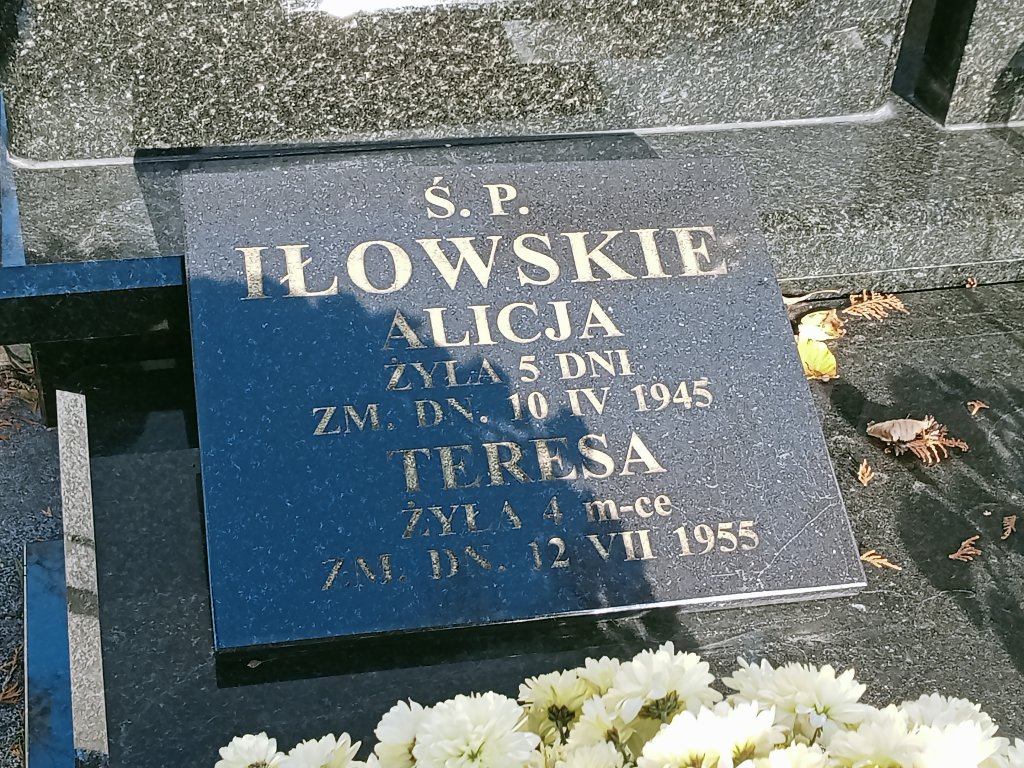 Ś. P.
IŁOWSKIE
ALICJA
ŻYŁA 5 DNI
ZM. DN. 10 IV 1945
TERESA
ŻYŁA 4 m-ce
ZM. DN. 12 VII 1955